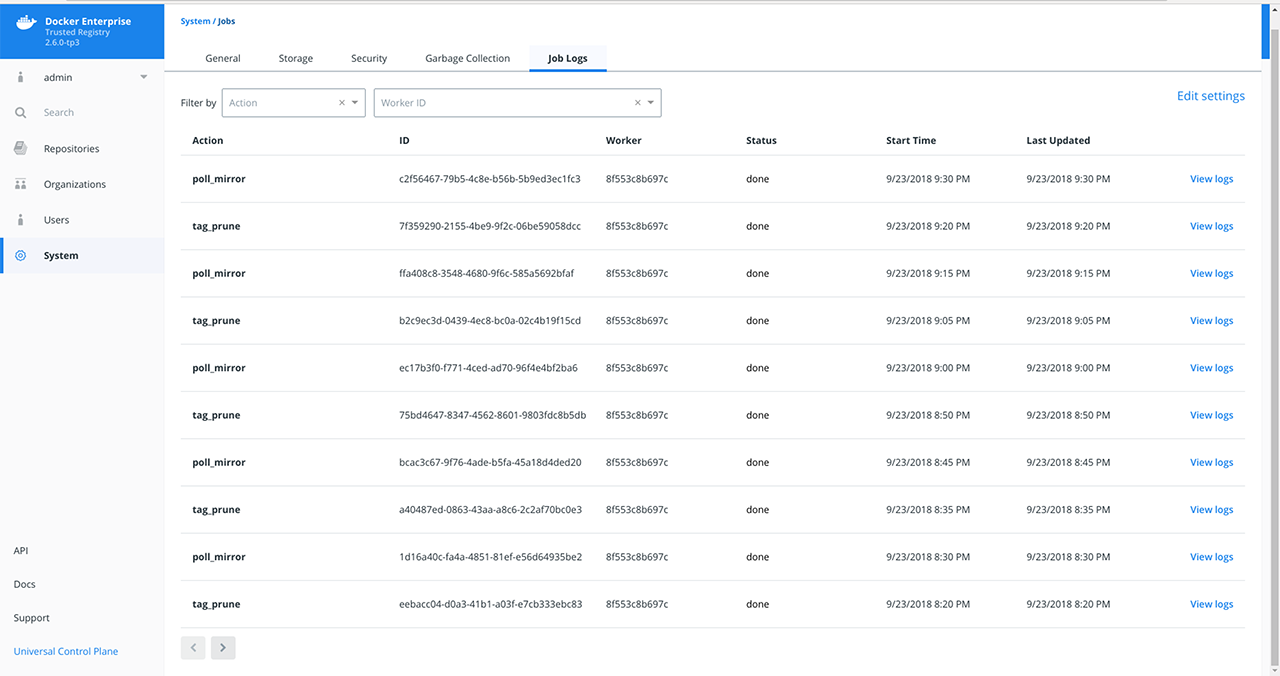 Docker Enterprise
Trusted Registry
2.6.0-tp3
admin
Search
Repositories
Organizations
Users
System
API
Docs
Support
Universal Control Plane
System / Jobs
General Storage Security Garbage Collection Job Logs
Filter by Action Worker ID Edit settings
Action ID Worker Status Start Time Last Updated
poll_mirror c2f56467-79b5-4c8e-b56b-5b9ed3ec1fc3 8f553c8b697c done 9/23/2018 9:30 PM 9/23/2018 9:30 PM View logs
tag_prune 7f359290-2155-4be9-9f2c-06be59058dcc 8f553c8b697c done 9/23/2018 9:20 PM 9/23/2018 9:20 PM View logs
poll_mirror ffa408c8-3548-4680-9f6c-585a5692bfaf 8f553c8b697c done 9/23/2018 9:15 PM 9/23/2018 9:15 PM View logs
tag_prune b2c9ec3d-0439-4ec8-bc0a-02c4b19f15cd 8f553c8b697c done 9/23/2018 9:05 PM 9/23/2018 9:05 PM View logs
poll_mirror ec17b3f0-f771-4ced-ad70-96f4e4bf2ba6 8f553c8b697c done 9/23/2018 9:00 PM 9/23/2018 9:00 PM View logs
tag_prune 75bd4647-8347-4562-8601-9803fdc8b5db 8f553c8b697c done 9/23/2018 8:50 PM 9/23/2018 8:50 PM View logs
poll_mirror bcac3c67-9f76-4ade-b5fa-45a18d4ded20 8f553c8b697c done 9/23/2018 8:45 PM 9/23/2018 8:45 PM View logs
tag_prune a40487ed-0863-43aa-a8c6-2c2af70bc0e3 8f553c8b697c done 9/23/2018 8:35 PM 9/23/2018 8:35 PM View logs
poll_mirror 1d16a40c-fa4a-4851-81ef-e56d64935be2 8f553c8b697c done 9/23/2018 8:30 PM 9/23/2018 8:30 PM View logs
tag_prune eebacc04-d0a3-41b1-a03f-e7cb333ebc83 8f553c8b697c done 9/23/2018 8:20 PM 9/23/2018 8:20 PM View logs